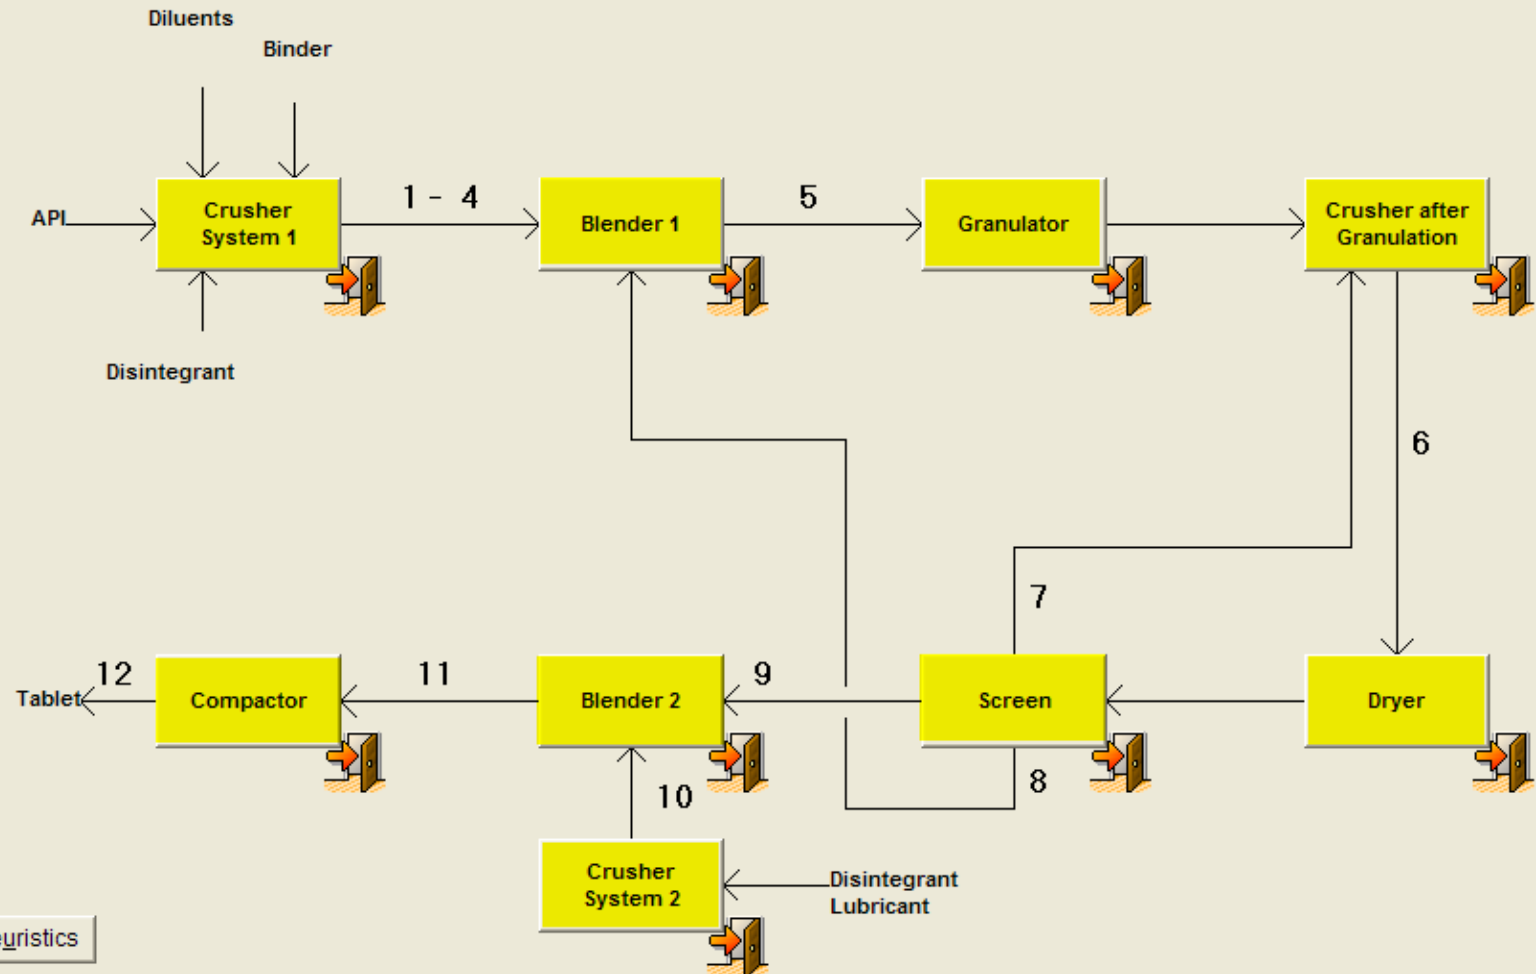 Diluents
Binder
API
Crusher
System 1
1 - 4
Blender 1
5
Granulator
Crusher after
Granulation
Disintegrant
6
7
Tablet
12
Compactor
11
Blender 2
9
Screen
Dryer
8
10
Crusher
System 2
Disintegrant
Lubricant
uristics